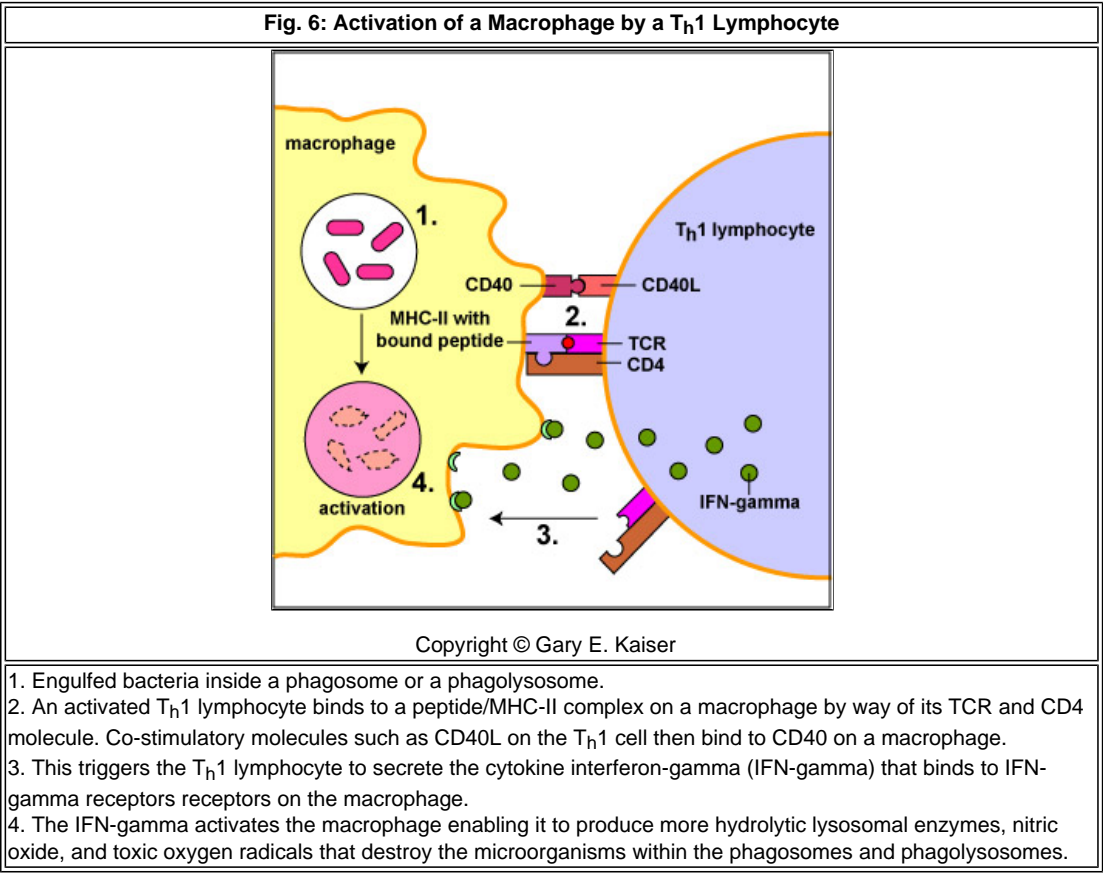 Fig. 6: Activation of a Macrophage by a Th1 Lymphocyte
macrophage
1.
Th1 lymphocyte
CD40
CD40L
2.
MHC-II with
bound peptide
TCR
CD4
4.
activation
IFN-gamma
3.
Copyright © Gary E. Kaiser
1. Engulfed bacteria inside a phagosome or a phagolysosome.
2. An activated Th1 lymphocyte binds to a peptide/MHC-II complex on a macrophage by way of its TCR and CD4
molecule. Co-stimulatory molecules such as CD40L on the Th1 cell then bind to CD40 on a macrophage.
3. This triggers the Th1 lymphocyte to secrete the cytokine interferon-gamma (IFN-gamma) that binds to IFN-
gamma receptors receptors on the macrophage.
4. The IFN-gamma activates the macrophage enabling it to produce more hydrolytic lysosomal enzymes, nitric
oxide, and toxic oxygen radicals that destroy the microorganisms within the phagosomes and phagolysosomes.